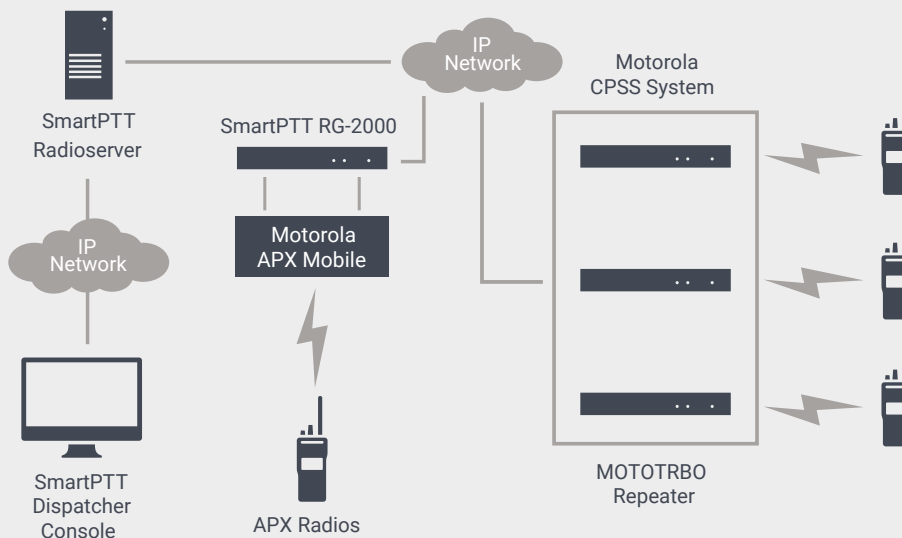 IP
Network
SmartPTT
Radioserver
SmartPTT RG-2000
Motorola
CPSS System
IP
Network
Motorola
APX Mobile
SmartPTT
Dispatcher
Console
APX Radios
MOTOTRBO
Repeater